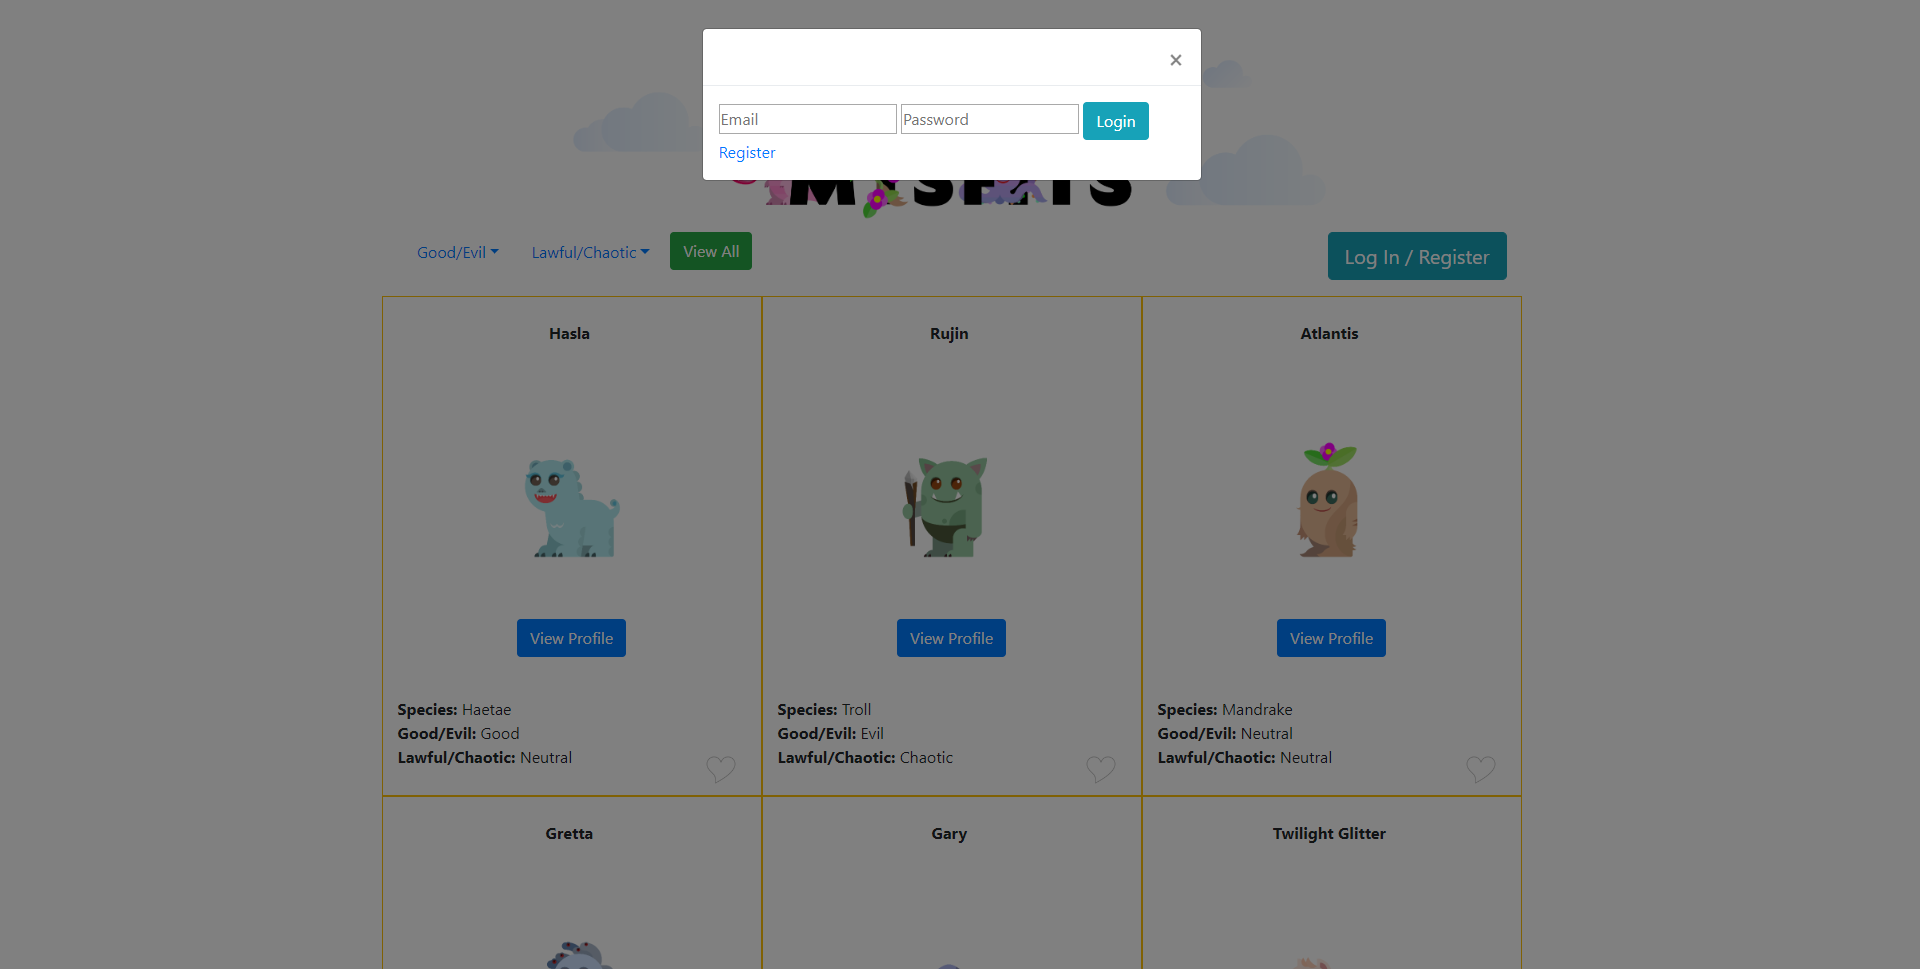 ×
Email Password Login
Register
MISFITS
Good/Evil Lawful/Chaotic View All Log In / Register
Hasla Rujin Atlantis
View Profile View Profile View Profile
Species: Haetae Species: Troll Species: Mandrake
Good/Evil: Good Good/Evil: Evil Good/Evil: Neutral
Lawful/Chaotic: Neutral Lawful/Chaotic: Chaotic Lawful/Chaotic: Neutral
Gretta Gary Twilight Glitter